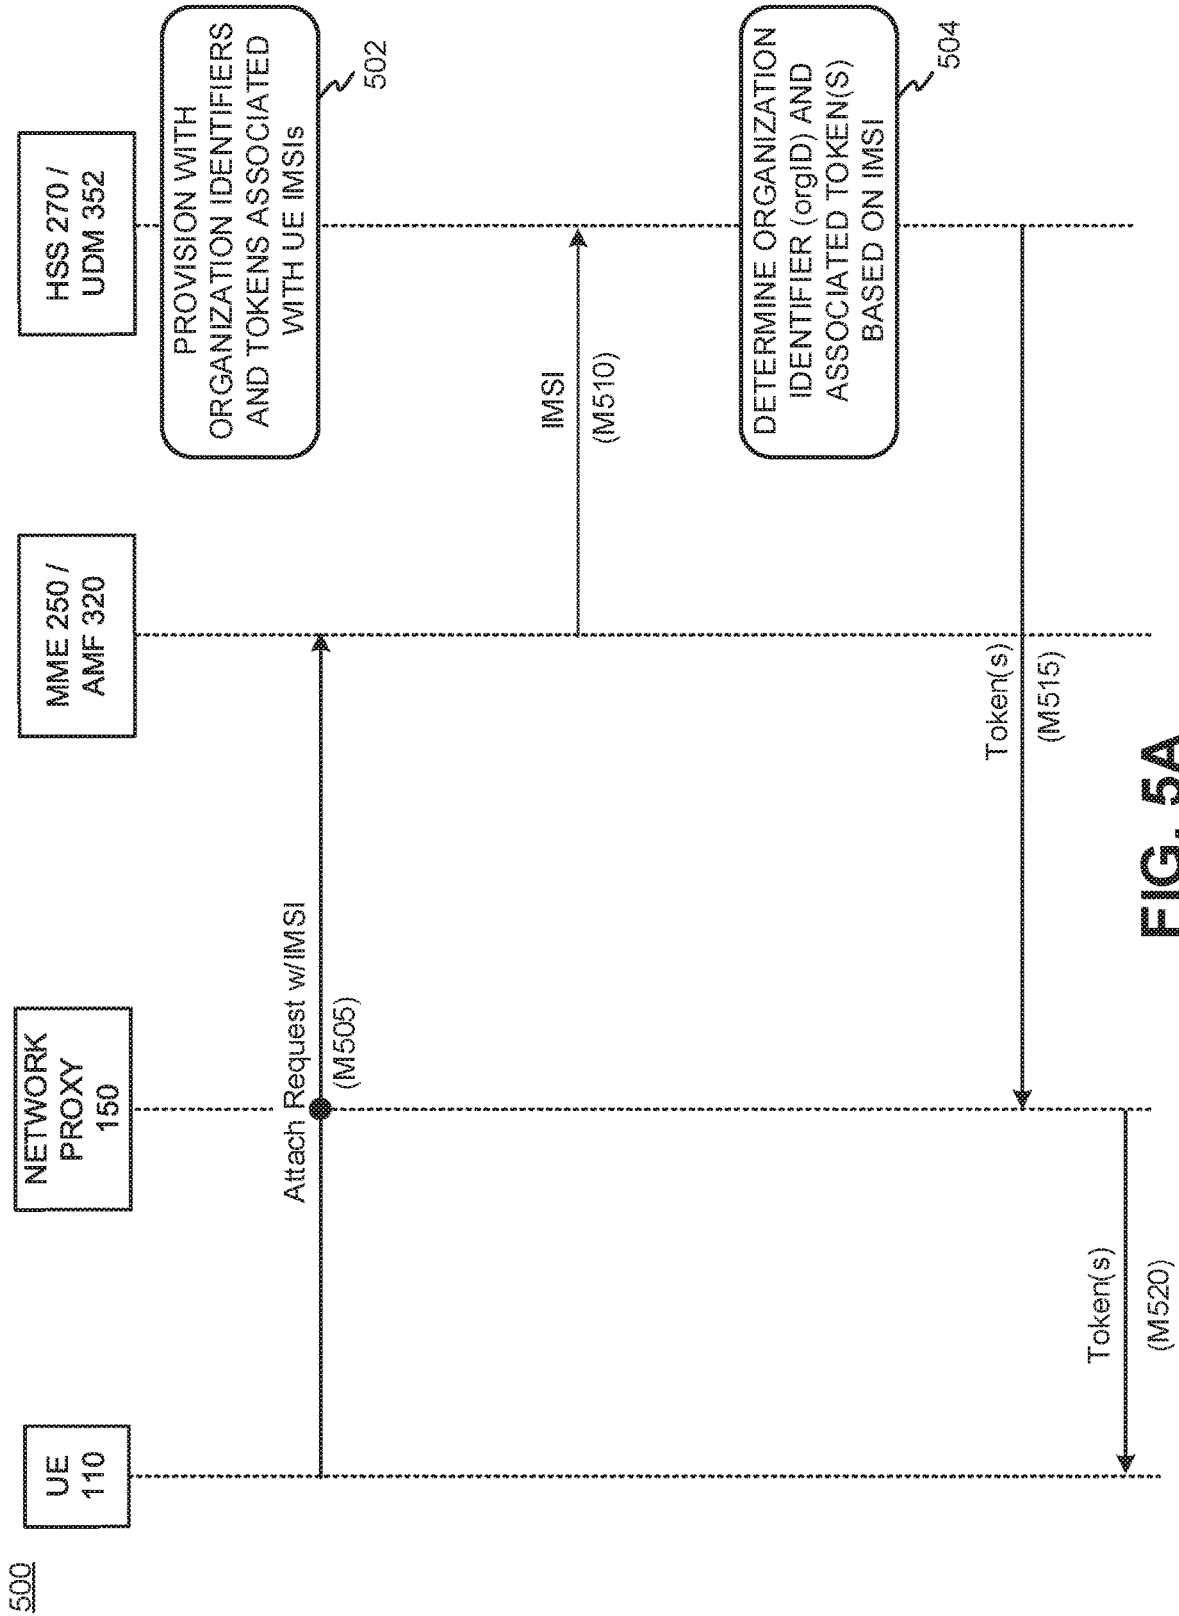 500
UE
110
NETWORK
PROXY
150
MME 250 /
AMF 320
HSS 270 /
UDM 352
PROVISION WITH
ORGANIZATION IDENTIFIERS
AND TOKENS ASSOCIATED
WITH UE IMSIs
502
Attach Request w/IMSI
(M505)
IMSI
(M510)
DETERMINE ORGANIZATION
IDENTIFIER (orgID) AND
ASSOCIATED TOKEN(S)
BASED ON IMSI
504
Token(s)
(M515)
Token(s)
(M520)
FIG. 5A